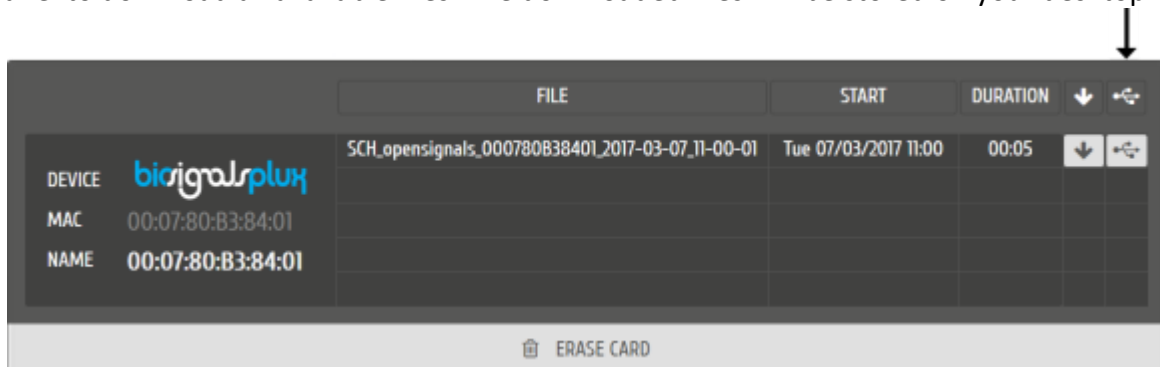 FILE START DURATION
SCH_opensignals_000780B38401_2017-03-07_11-00-01 Tue 07/03/2017 11:00 00:05
DEVICE biosignalsplux
MAC 00:07:80:B3:84:01
NAME 00:07:80:B3:84:01
ERASE CARD